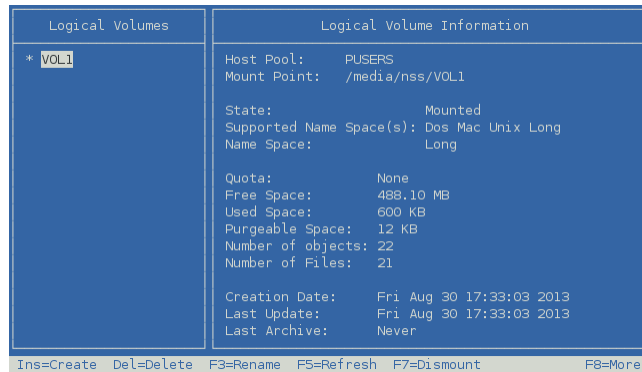 Logical Volumes
* VOL1
Logical Volume Information
Host Pool: PUSERS
Mount Point: /media/nss/VOL1
State: Mounted
Supported Name Space(s): Dos Mac Unix Long
Name Space: Long
Quota: None
Free Space: 488.10 MB
Used Space: 600 KB
Purgeable Space: 12 KB
Number of objects: 22
Number of Files: 21
Creation Date: Fri Aug 30 17:33:03 2013
Last Update: Fri Aug 30 17:33:03 2013
Last Archive: Never
Ins=Create Del=Delete F3=Rename F5=Refresh F7=Dismount F8=More